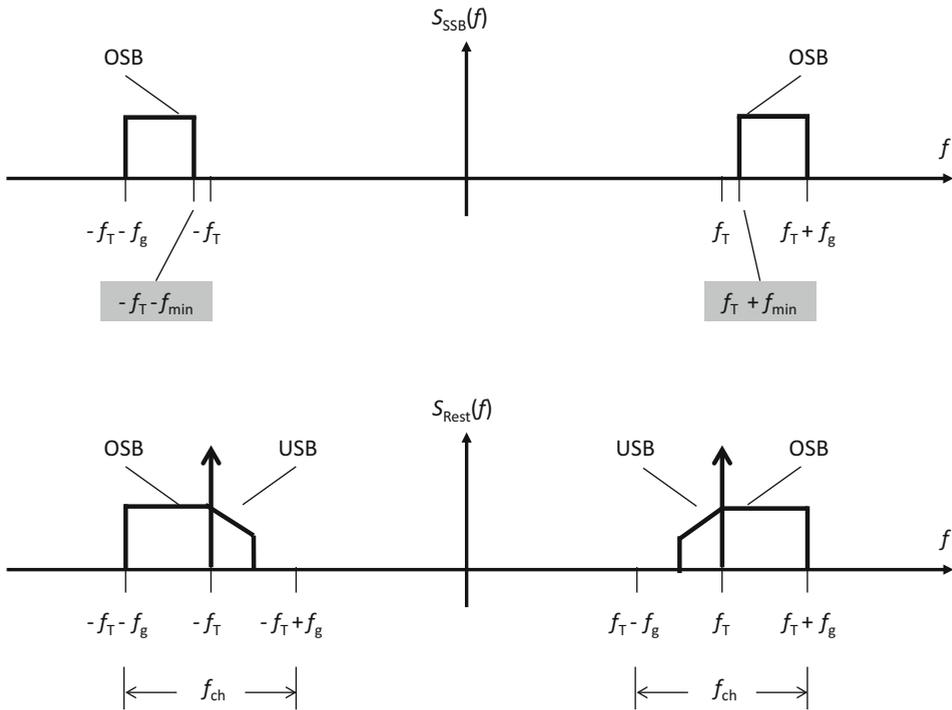 S_SSB(f)
OSB
OSB
f
- f_T - f_g
- f_T
f_T
f_T + f_g
- f_T - f_min
f_T + f_min
S_Rest(f)
OSB
USB
USB
OSB
f
- f_T - f_g
- f_T
- f_T + f_g
f_T - f_g
f_T
f_T + f_g
f_ch
f_ch